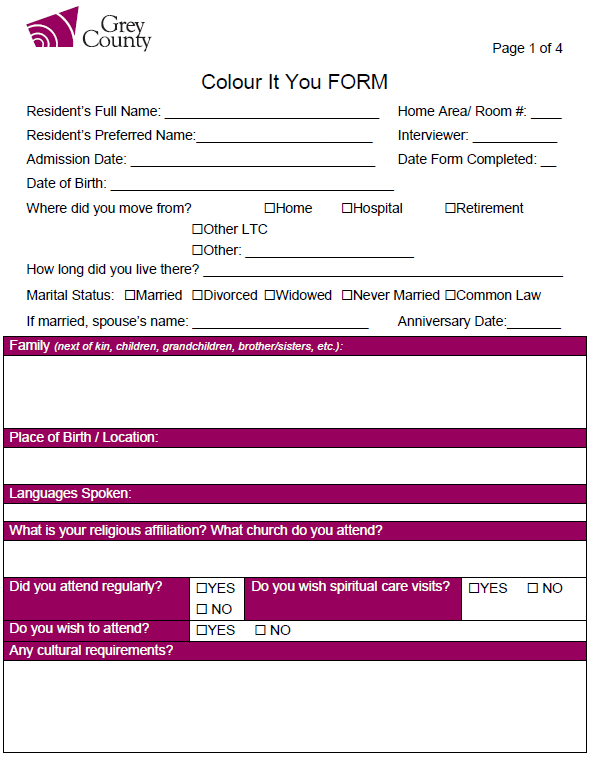 Grey
County
Page 1 of 4
Colour It You FORM
Resident's Full Name: ____________________________ Home Area/ Room #: ____
Resident's Preferred Name:_______________________ Interviewer: ___________
Admission Date: ________________________________ Date Form Completed: __
Date of Birth: _____________________________________
Where did you move from? ☐Home ☐Hospital ☐Retirement
☐Other LTC
☐Other: ______________________
How long did you live there? _______________________________________________
Marital Status: ☐Married ☐Divorced ☐Widowed ☐Never Married ☐Common Law
If married, spouse's name: _______________________ Anniversary Date:_______
Family (next of kin, children, grandchildren, brother/sisters, etc.):
Place of Birth / Location:
Languages Spoken:
What is your religious affiliation? What church do you attend?
Did you attend regularly? ☐YES Do you wish spiritual care visits? ☐YES ☐ NO
☐ NO
Do you wish to attend? ☐YES ☐ NO
Any cultural requirements?